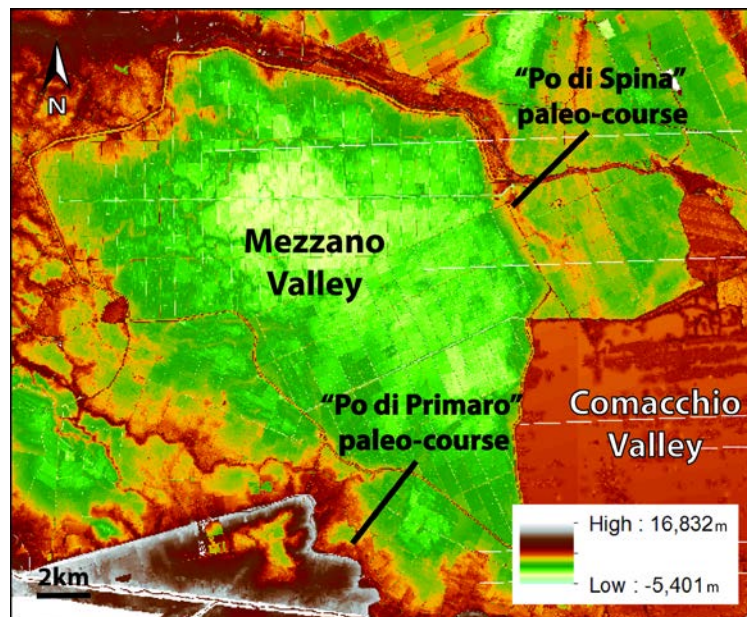 N
“Po di Spina”
paleo-course
Mezzano
Valley
“Po di Primaro”
paleo-course
Comacchio
Valley
2km
High : 16,832m
Low : -5,401m